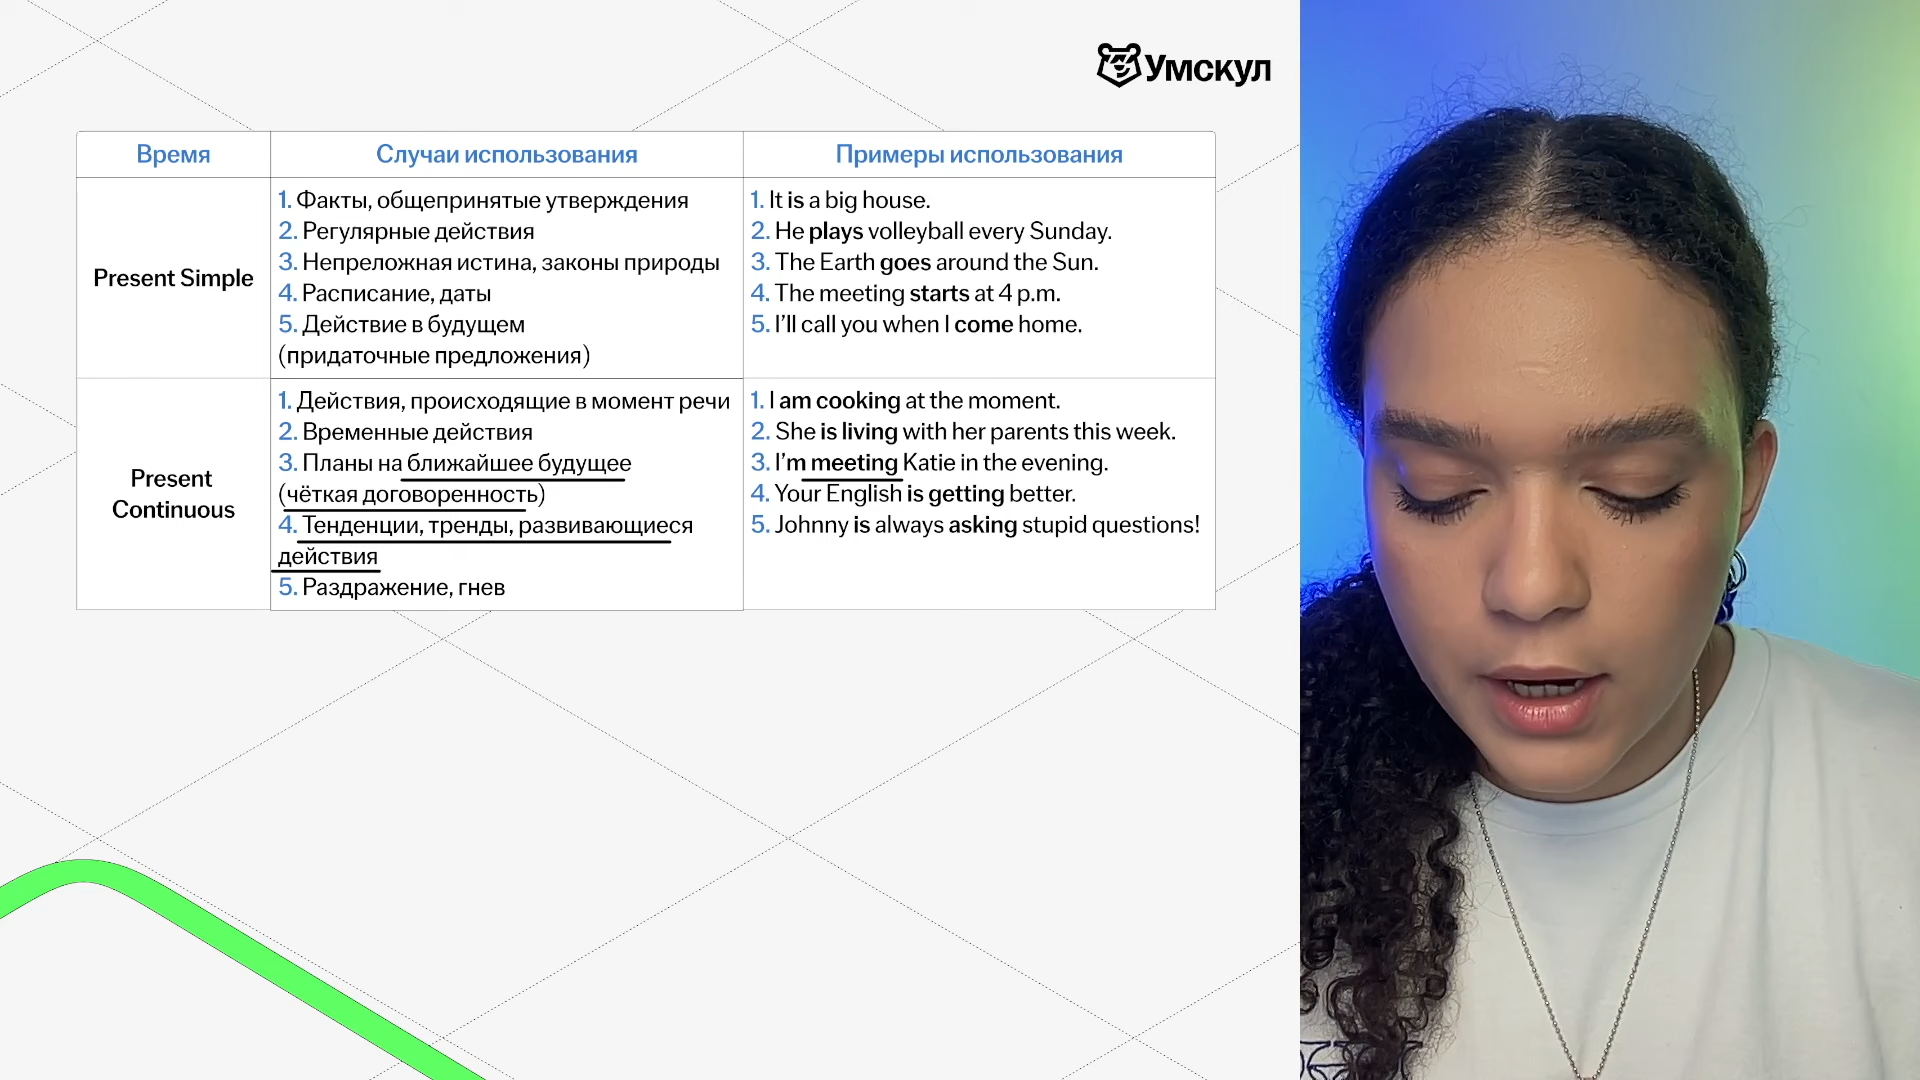 Умскул
Время
Случаи использования
Примеры использования
Present Simple
1. Факты, общепринятые утверждения
2. Регулярные действия
3. Непреложная истина, законы природы
4. Расписание, даты
5. Действие в будущем
(придаточные предложения)
1. It is a big house.
2. He plays volleyball every Sunday.
3. The Earth goes around the Sun.
4. The meeting starts at 4 p.m.
5. I’ll call you when I come home.
Present
Continuous
1. Действия, происходящие в момент речи
2. Временные действия
3. Планы на ближайшее будущее
(чёткая договоренность)
4. Тенденции, тренды, развивающиеся
действия
5. Раздражение, гнев
1. I am cooking at the moment.
2. She is living with her parents this week.
3. I’m meeting Katie in the evening.
4. Your English is getting better.
5. Johnny is always asking stupid questions!